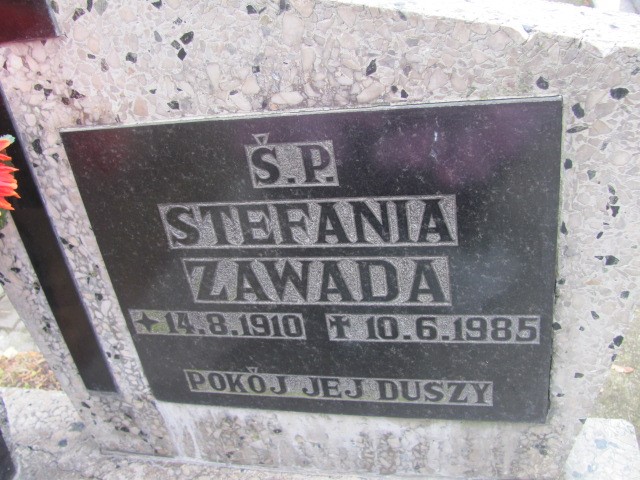 Ś.P.
STEFANIA
ZAWADA
14.8.1910 10.6.1985
POKÓJ JEJ DUSZY